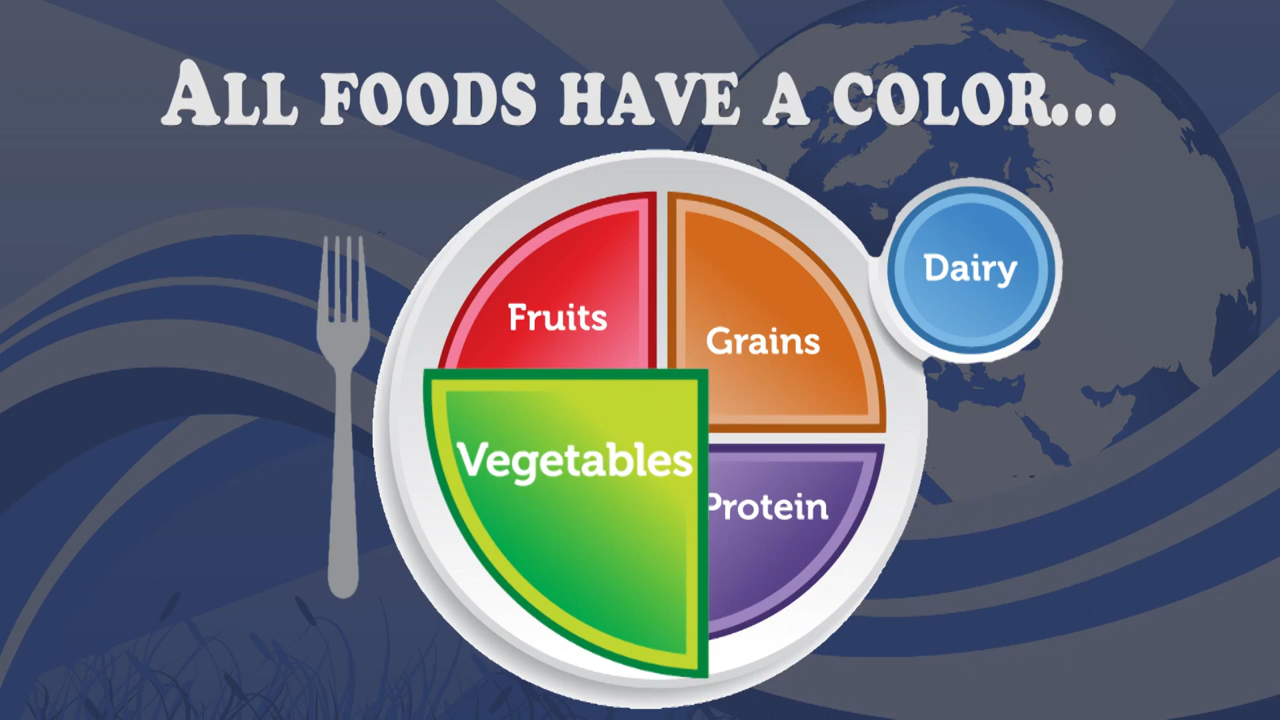 All foods have a color...
Dairy
Fruits
Grains
Vegetables
Protein